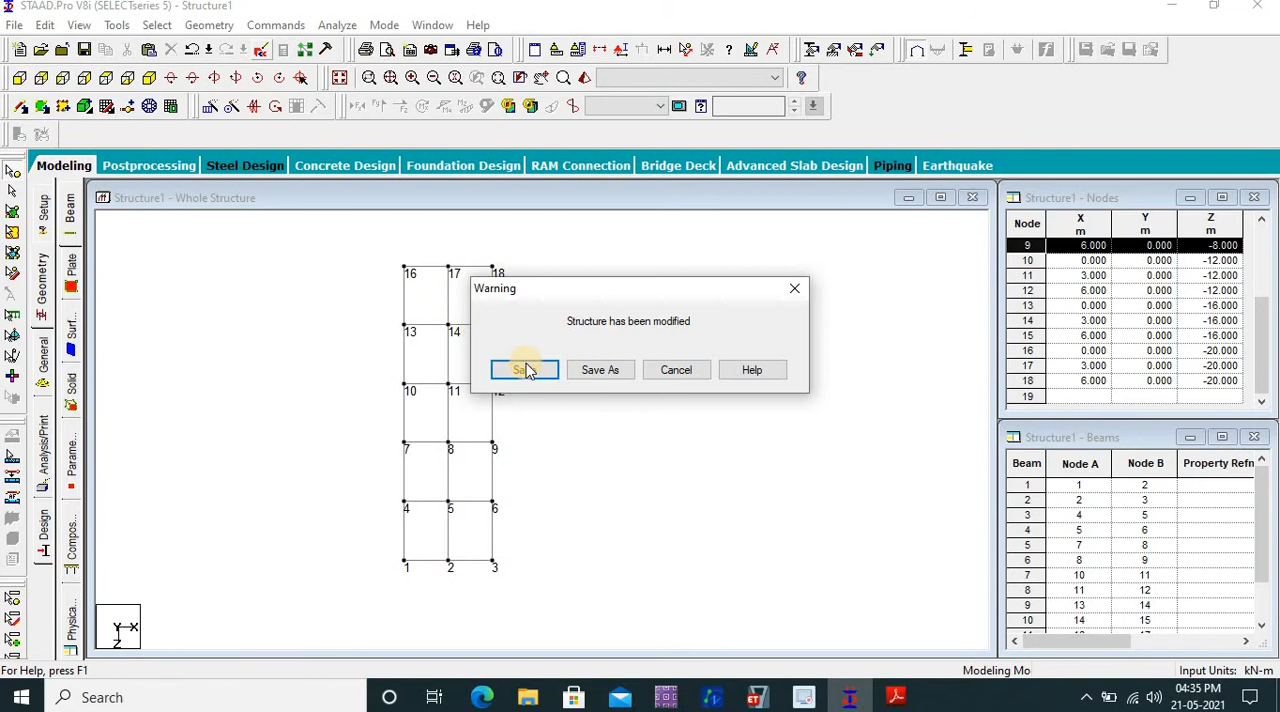 STAAD.Pro V8i (SELECTseries 5) - Structure1
File Edit View Tools Select Geometry Commands Analyze Mode Window Help
Modeling Postprocessing Steel Design Concrete Design Foundation Design RAM Connection Bridge Deck Advanced Slab Design Piping Earthquake
Setup
Geometry
General
Analysis/Print
Design
Beam
Plate
Surf..
Solid
Parame..
Compos..
Physica..
Structure1 - Whole Structure
16 17 18
13 14
10 11 12
7 8 9
4 5 6
1 2 3
Y X
Z
Warning
Structure has been modified
Save As Cancel Help
Structure1 - Nodes
Node X m Y m Z m
9 6.000 0.000 -8.000
10 0.000 0.000 -12.000
11 3.000 0.000 -12.000
12 6.000 0.000 -12.000
13 0.000 0.000 -16.000
14 3.000 0.000 -16.000
15 6.000 0.000 -16.000
16 0.000 0.000 -20.000
17 3.000 0.000 -20.000
18 6.000 0.000 -20.000
19
Structure1 - Beams
Beam Node A Node B Property Refn
1 1 2
2 2 3
3 4 5
4 5 6
5 7 8
6 8 9
7 10 11
8 11 12
9 13 14
10 14 15
For Help, press F1
Modeling Mo
Input Units: kN-m
Search
04:35 PM
21-05-2021